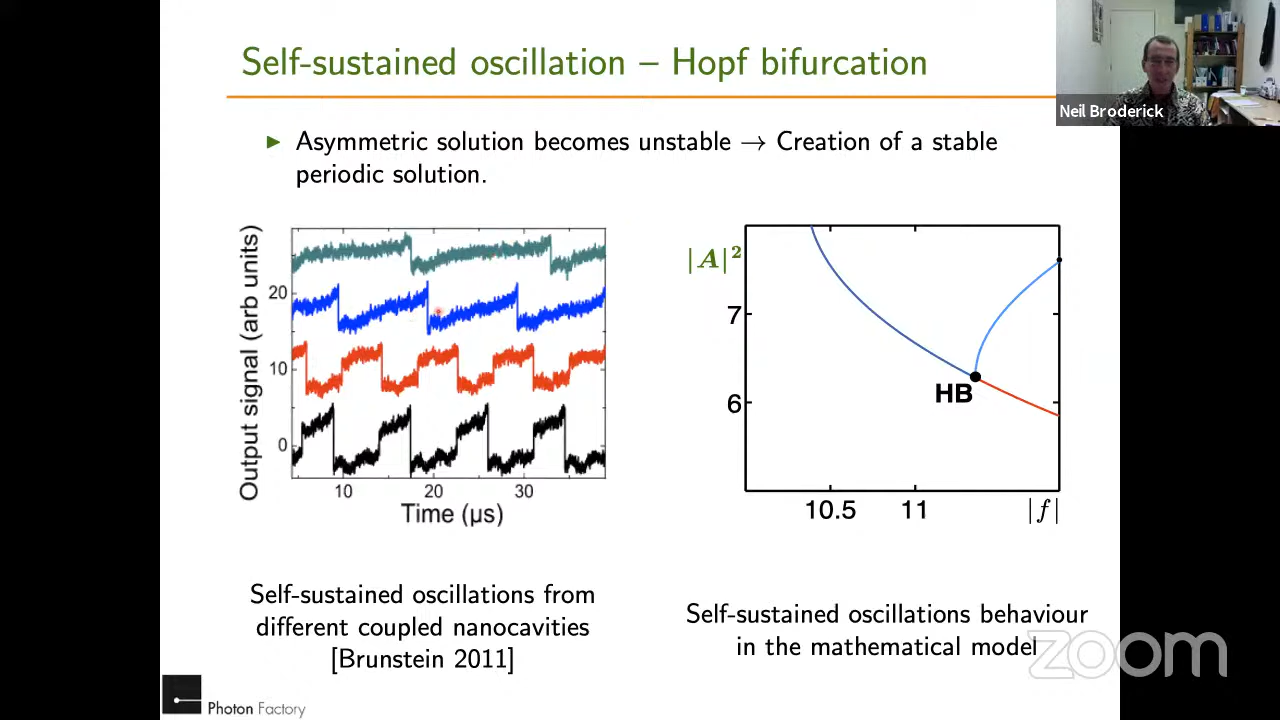 Self-sustained oscillation – Hopf bifurcation
Neil Broderick
▶ Asymmetric solution becomes unstable → Creation of a stable
periodic solution.
Output signal (arb units)
20
10
0
10
20
30
Time (µs)
|A|²
7
6
HB
10.5
11
|f|
Self-sustained oscillations from
different coupled nanocavities
[Brunstein 2011]
Self-sustained oscillations behaviour
in the mathematical model
zoom
Photon Factory